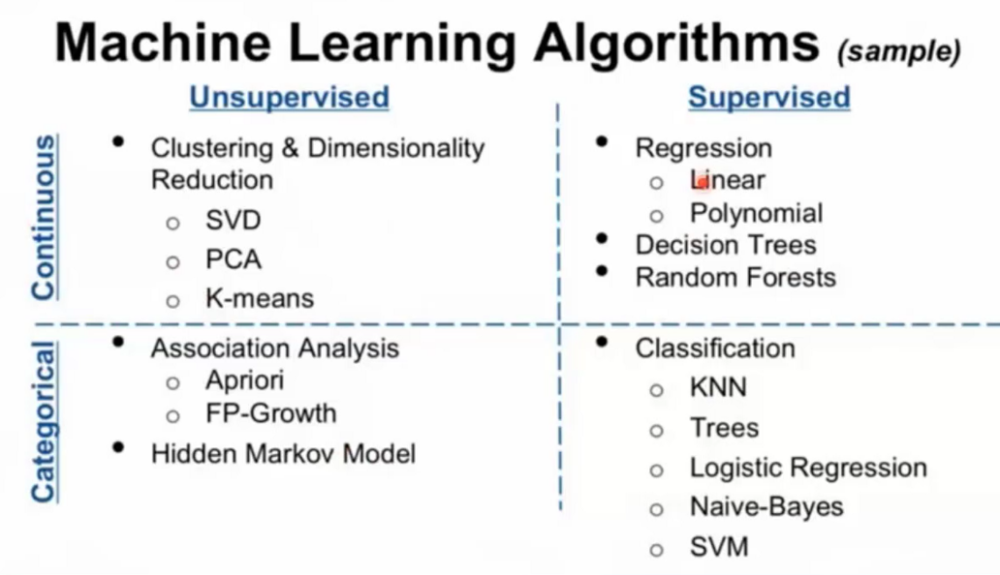 Machine Learning Algorithms (sample)
Unsupervised
Supervised
Continuous
• Clustering & Dimensionality
Reduction
○ SVD
○ PCA
○ K-means
• Regression
○ Linear
○ Polynomial
• Decision Trees
• Random Forests
Categorical
• Association Analysis
○ Apriori
○ FP-Growth
• Hidden Markov Model
• Classification
○ KNN
○ Trees
○ Logistic Regression
○ Naive-Bayes
○ SVM